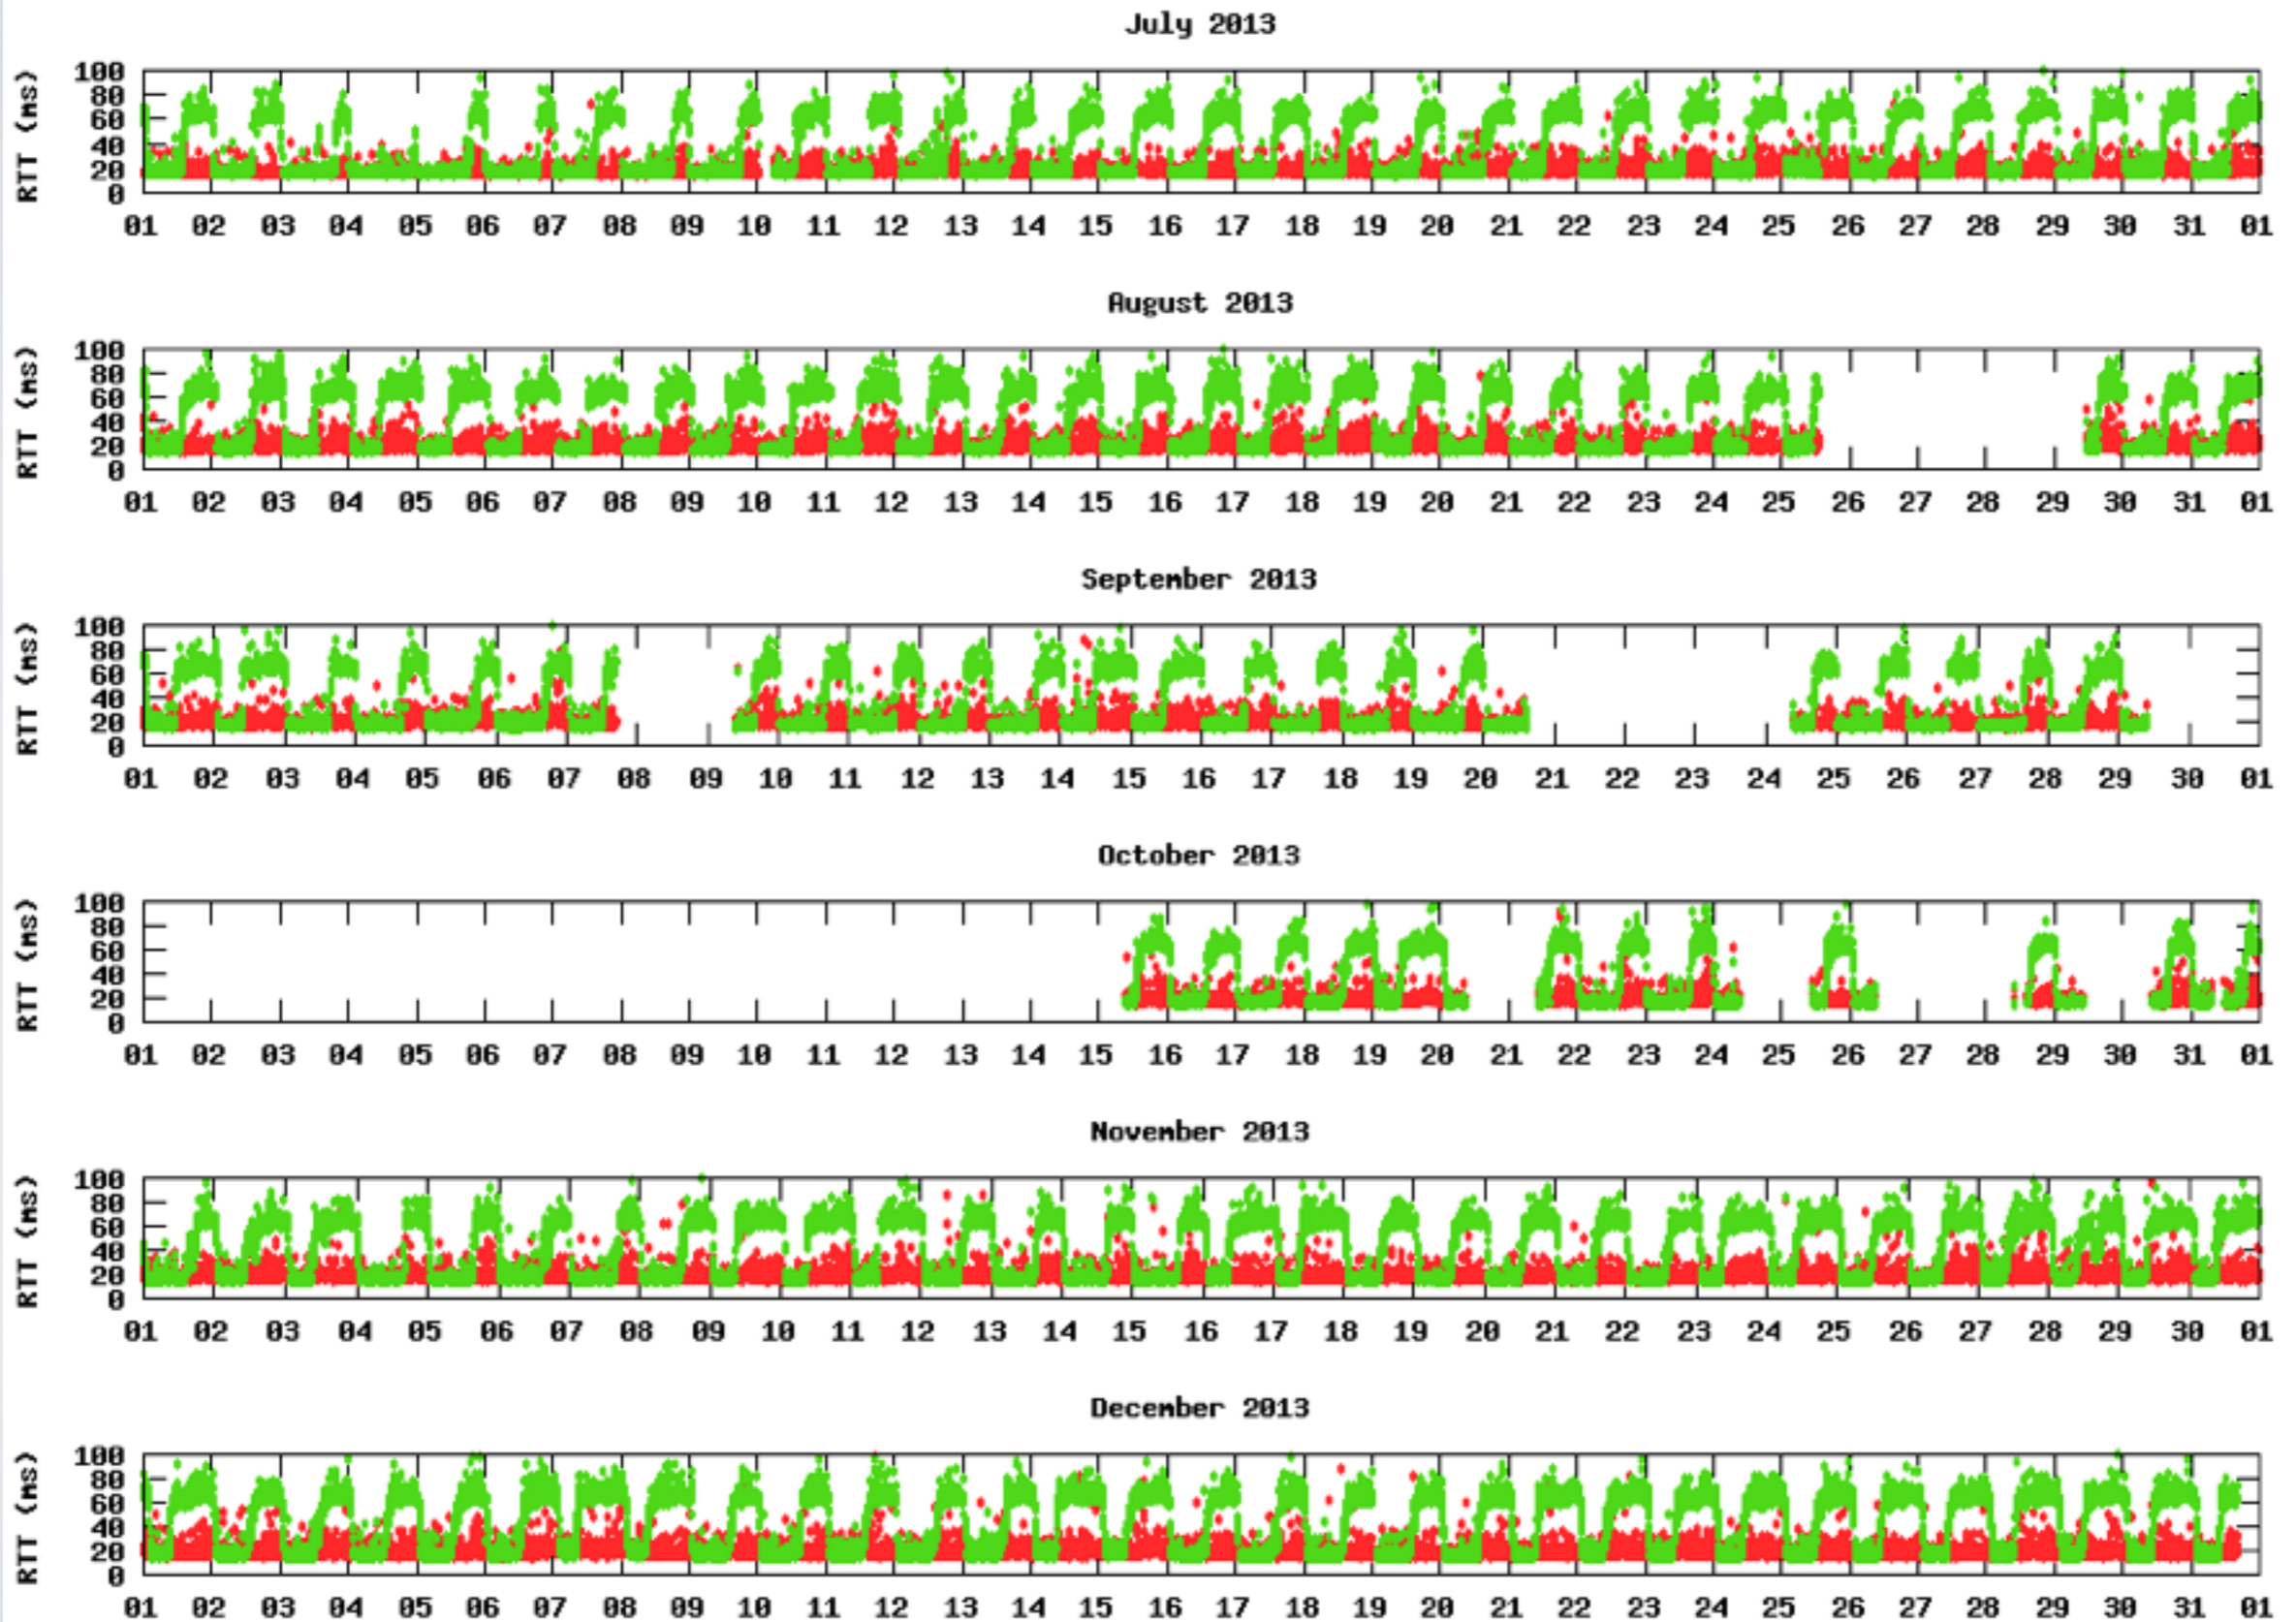 July 2013
RTT (ms)
100
80
60
40
20
0
01 02 03 04 05 06 07 08 09 10 11 12 13 14 15 16 17 18 19 20 21 22 23 24 25 26 27 28 29 30 31 01
August 2013
RTT (ms)
100
80
60
40
20
0
01 02 03 04 05 06 07 08 09 10 11 12 13 14 15 16 17 18 19 20 21 22 23 24 25 26 27 28 29 30 31 01
September 2013
RTT (ms)
100
80
60
40
20
0
01 02 03 04 05 06 07 08 09 10 11 12 13 14 15 16 17 18 19 20 21 22 23 24 25 26 27 28 29 30 01
October 2013
RTT (ms)
100
80
60
40
20
0
01 02 03 04 05 06 07 08 09 10 11 12 13 14 15 16 17 18 19 20 21 22 23 24 25 26 27 28 29 30 31 01
November 2013
RTT (ms)
100
80
60
40
20
0
01 02 03 04 05 06 07 08 09 10 11 12 13 14 15 16 17 18 19 20 21 22 23 24 25 26 27 28 29 30 01
December 2013
RTT (ms)
100
80
60
40
20
0
01 02 03 04 05 06 07 08 09 10 11 12 13 14 15 16 17 18 19 20 21 22 23 24 25 26 27 28 29 30 31 01